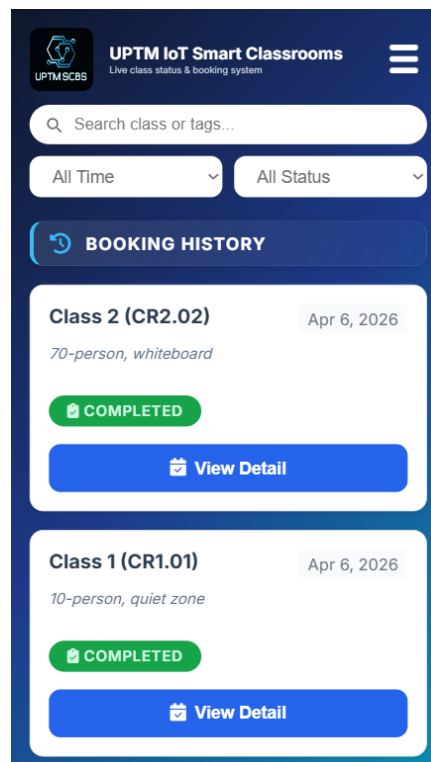 UPTM SCBS
UPTM IoT Smart Classrooms
Live class status & booking system
Search class or tags...
All Time
All Status
BOOKING HISTORY
Class 2 (CR2.02)
Apr 6, 2026
70-person, whiteboard
COMPLETED
View Detail
Class 1 (CR1.01)
Apr 6, 2026
10-person, quiet zone
COMPLETED
View Detail